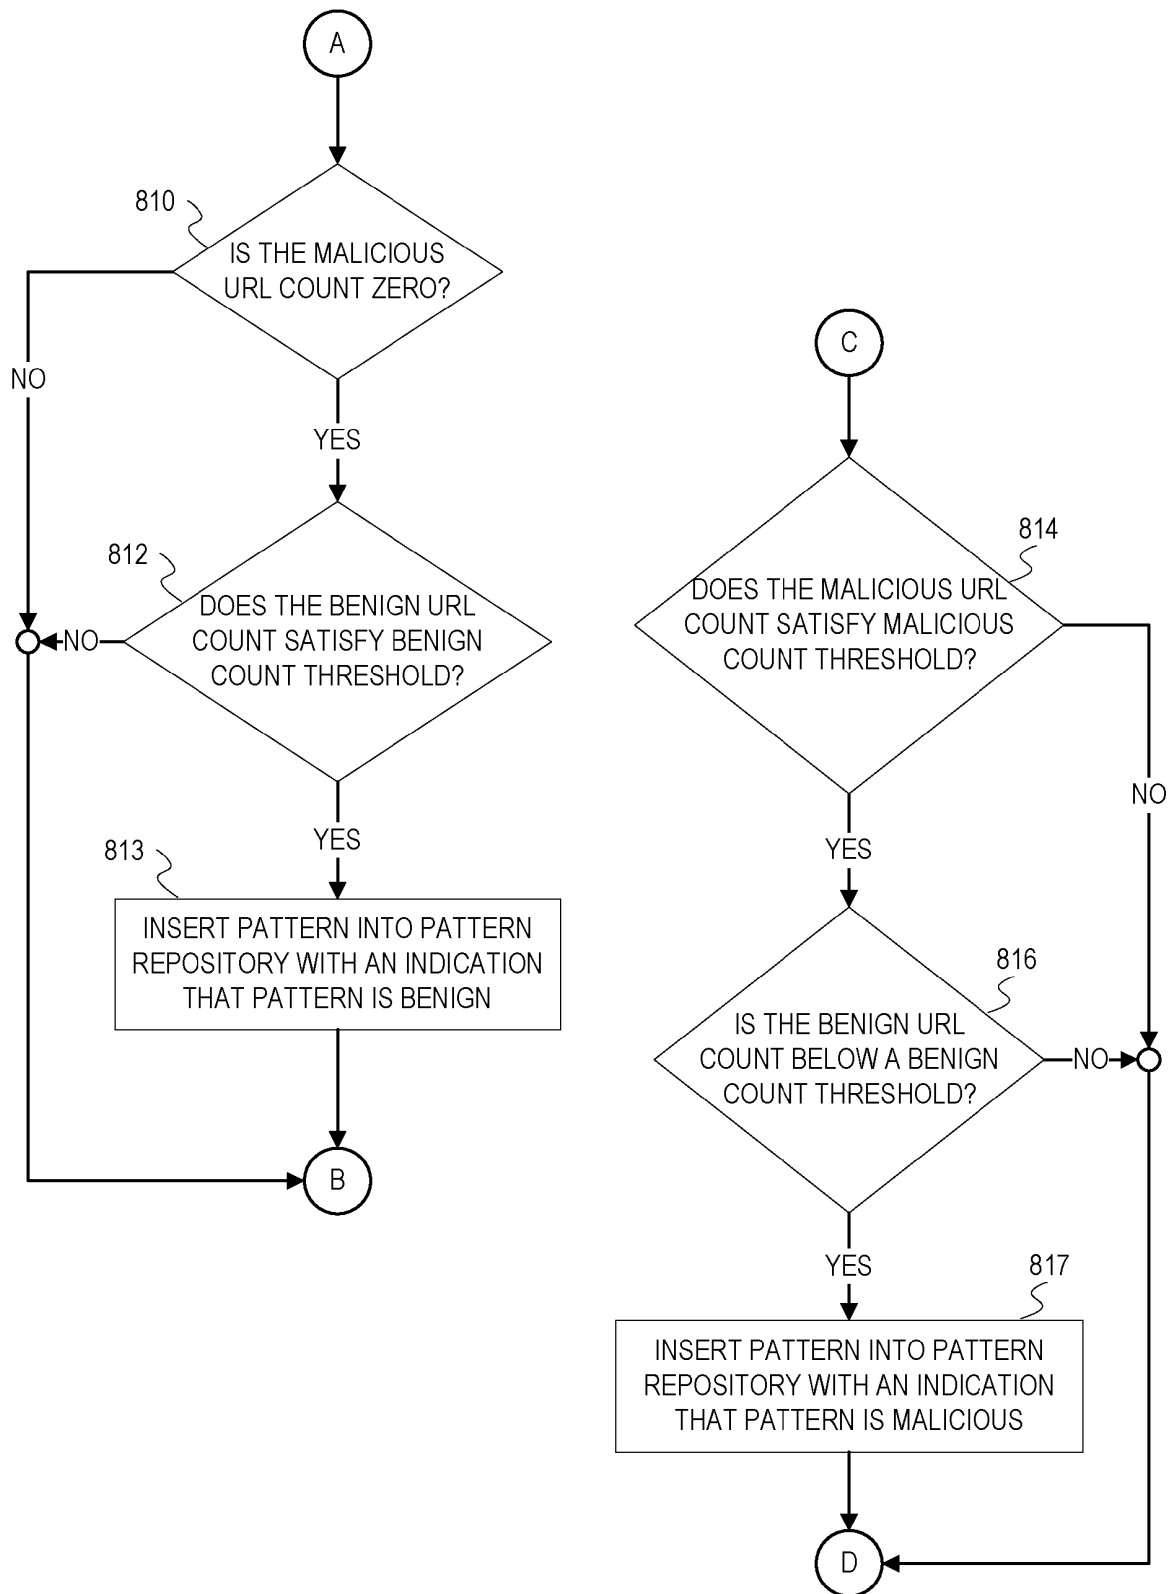 A
810
IS THE MALICIOUS
URL COUNT ZERO?
NO
YES
812
DOES THE BENIGN URL
COUNT SATISFY BENIGN
COUNT THRESHOLD?
NO
YES
813
INSERT PATTERN INTO PATTERN
REPOSITORY WITH AN INDICATION
THAT PATTERN IS BENIGN
B
C
814
DOES THE MALICIOUS URL
COUNT SATISFY MALICIOUS
COUNT THRESHOLD?
NO
YES
816
IS THE BENIGN URL
COUNT BELOW A BENIGN
COUNT THRESHOLD?
NO
YES
817
INSERT PATTERN INTO PATTERN
REPOSITORY WITH AN INDICATION
THAT PATTERN IS MALICIOUS
D